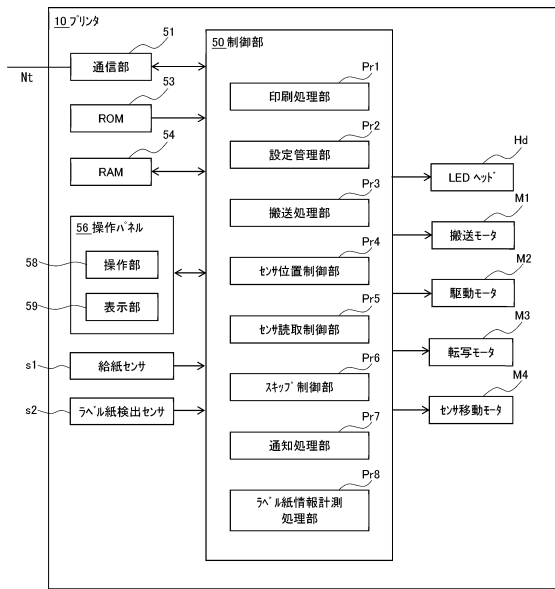 10 プリンタ
51
通信部
Nt
53
ROM
54
RAM
56 操作パネル
58
操作部
59
表示部
s1
給紙センサ
s2
ラベル紙検出センサ
50 制御部
Pr1
印刷処理部
Pr2
設定管理部
Pr3
搬送処理部
Pr4
センサ位置制御部
Pr5
センサ読取制御部
Pr6
スキップ制御部
Pr7
通知処理部
Pr8
ラベル紙情報計測
処理部
Hd
LED ヘッド
M1
搬送モータ
M2
駆動モータ
M3
転写モータ
M4
センサ移動モータ